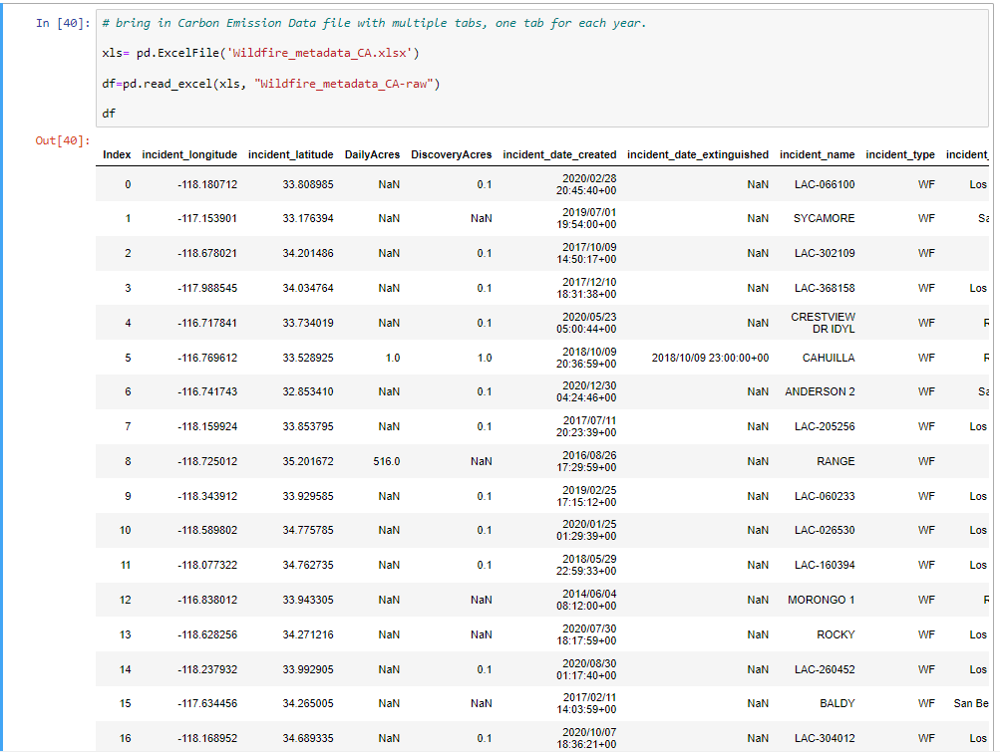 In [40]: # bring in Carbon Emission Data file with multiple tabs, one tab for each year.
xls= pd.ExcelFile('Wildfire_metadata_CA.xlsx')
df=pd.read_excel(xls, "Wildfire_metadata_CA-raw")
df
Out[40]:
Index incident_longitude incident_latitude DailyAcres DiscoveryAcres incident_date_created incident_date_extinguished incident_name incident_type incident_
0 -118.180712 33.808985 NaN 0.1 2020/02/28 20:45:40+00 NaN LAC-066100 WF Los
1 -117.153901 33.176394 NaN NaN 2019/07/01 19:54:00+00 NaN SYCAMORE WF Sa
2 -118.678021 34.201486 NaN 0.1 2017/10/09 14:50:17+00 NaN LAC-302109 WF
3 -117.988545 34.034764 NaN 0.1 2017/12/10 18:31:38+00 NaN LAC-368158 WF Los
4 -116.717841 33.734019 NaN 0.1 2020/05/23 05:00:44+00 NaN CRESTVIEW DR IDYL WF R
5 -116.769612 33.528925 1.0 1.0 2018/10/09 20:36:59+00 2018/10/09 23:00:00+00 CAHUILLA WF R
6 -116.741743 32.853410 NaN 0.1 2020/12/30 04:24:46+00 NaN ANDERSON 2 WF Sa
7 -118.159924 33.853795 NaN 0.1 2017/07/11 20:23:39+00 NaN LAC-205256 WF Los
8 -118.725012 35.201672 516.0 NaN 2016/08/26 17:29:59+00 NaN RANGE WF
9 -118.343912 33.929585 NaN 0.1 2019/02/25 17:15:12+00 NaN LAC-060233 WF Los
10 -118.589802 34.775785 NaN 0.1 2020/01/25 01:29:39+00 NaN LAC-026530 WF Los
11 -118.077322 34.762735 NaN 0.1 2018/05/29 22:59:33+00 NaN LAC-160394 WF Los
12 -116.838012 33.943305 NaN NaN 2014/06/04 08:12:00+00 NaN MORONGO 1 WF R
13 -118.628256 34.271216 NaN NaN 2020/07/30 18:17:59+00 NaN ROCKY WF Los
14 -118.237932 33.992905 NaN 0.1 2020/08/30 01:17:40+00 NaN LAC-260452 WF Los
15 -117.634456 34.265005 NaN NaN 2017/02/11 14:03:59+00 NaN BALDY WF San Be
16 -118.168952 34.689335 NaN 0.1 2020/10/07 18:36:21+00 NaN LAC-304012 WF Los